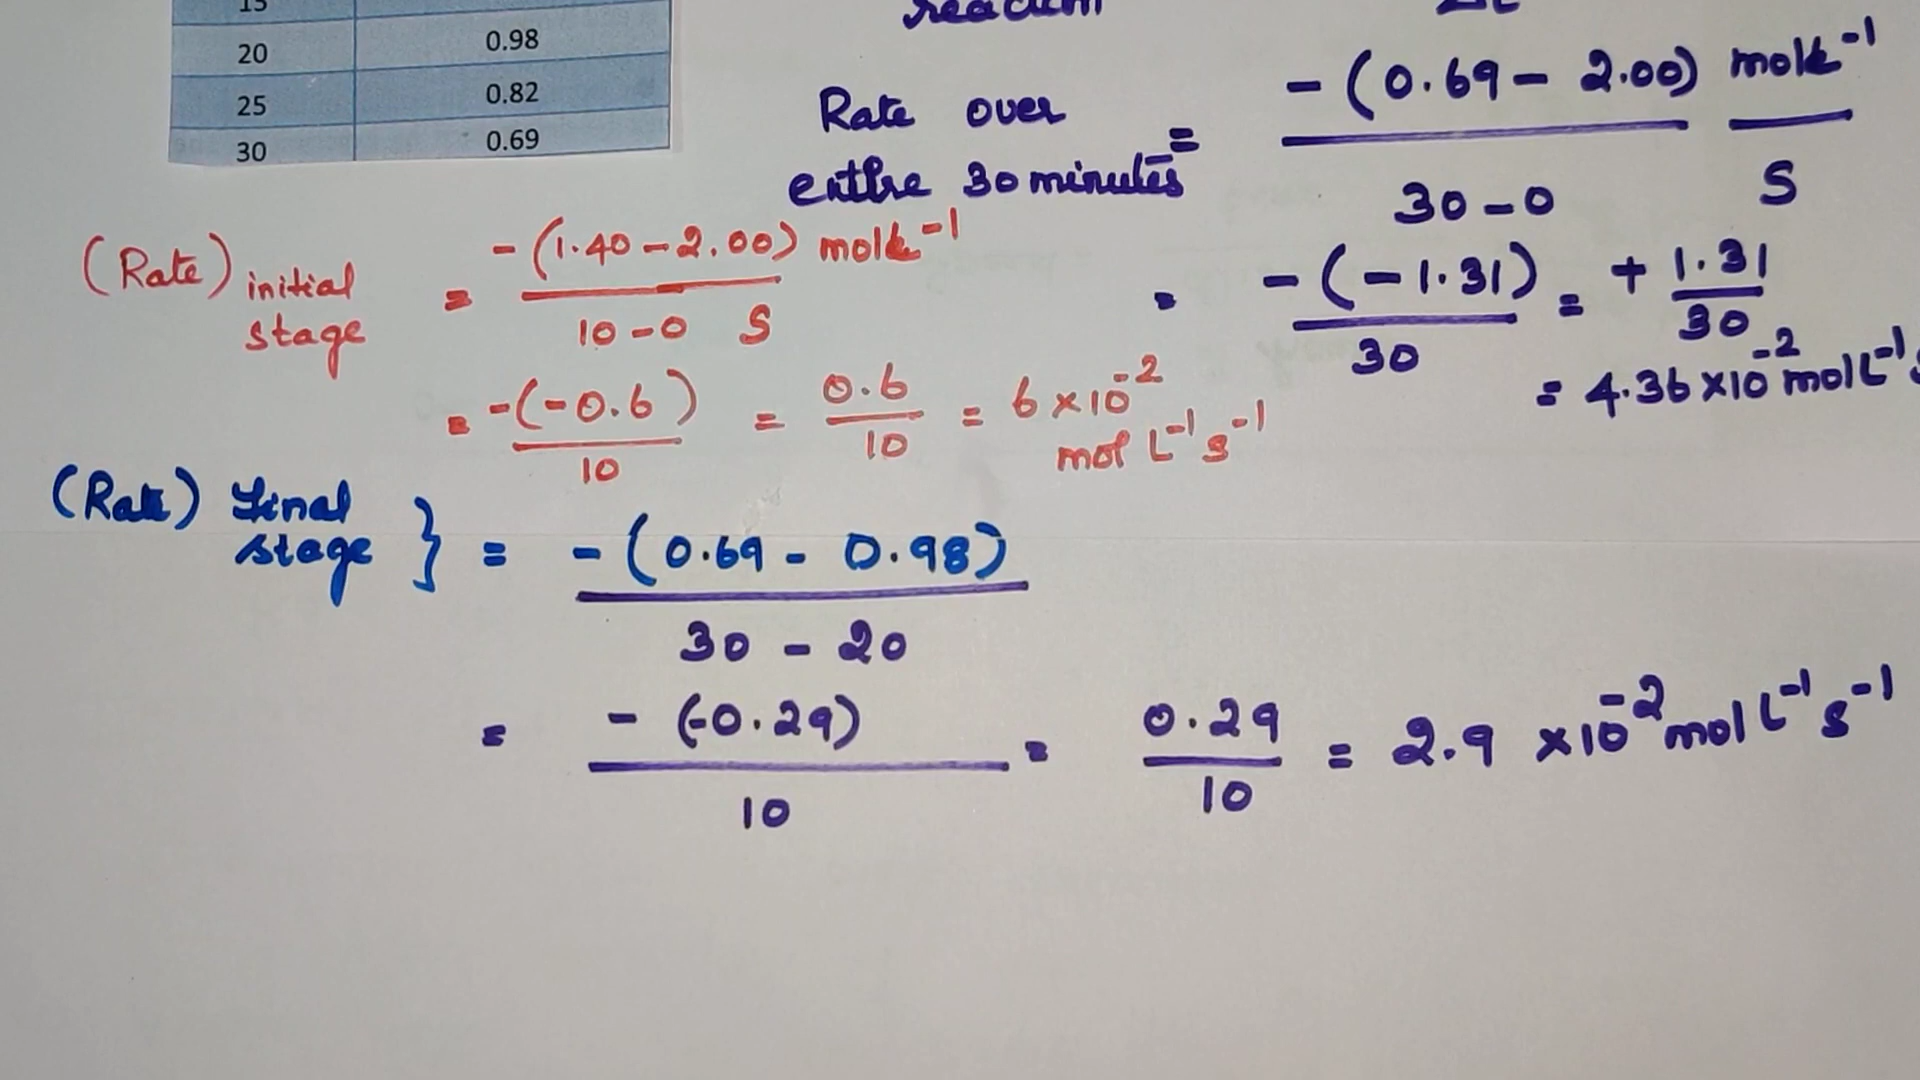 15
20 0.98
25 0.82
30 0.69
reaction
Rate over
entire 30 minutes = -(0.69 - 2.00) mol L⁻¹ / 30 - 0 S
= -(-1.31) / 30 = + 1.31 / 30
= 4.36 × 10⁻² mol L⁻¹ s
(Rate) initial stage = -(1.40 - 2.00) mol L⁻¹ / 10 - 0 S
= -(-0.6) / 10 = 0.6 / 10 = 6 × 10⁻² mol L⁻¹ s⁻¹
(Rate) final stage } = -(0.69 - 0.98) / 30 - 20
= -(-0.29) / 10 = 0.29 / 10 = 2.9 × 10⁻² mol L⁻¹ s⁻¹